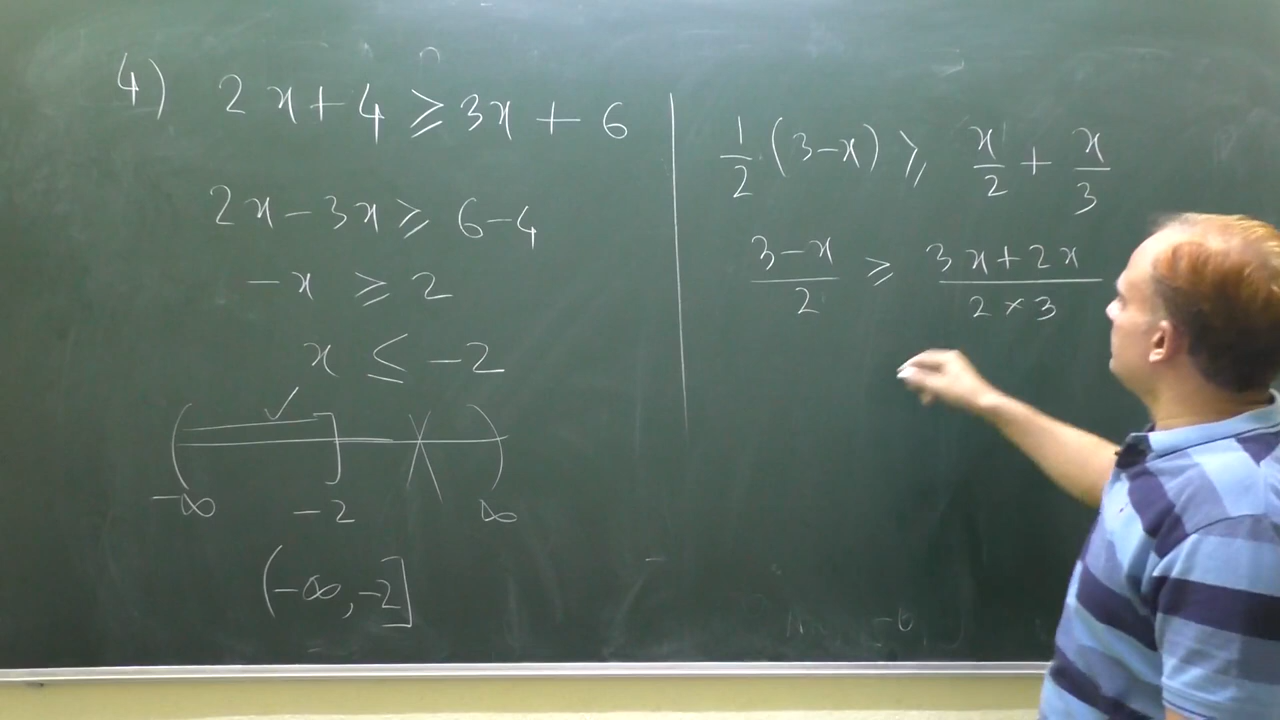 4) 2x+4 ≥ 3x+6
2x-3x ≥ 6-4
-x ≥ 2
x ≤ -2
-∞ -2 ∞
(-∞,-2]
1/2 (3-x) ≥ x/2 + x/3
(3-x)/2 ≥ (3x+2x)/(2×3)